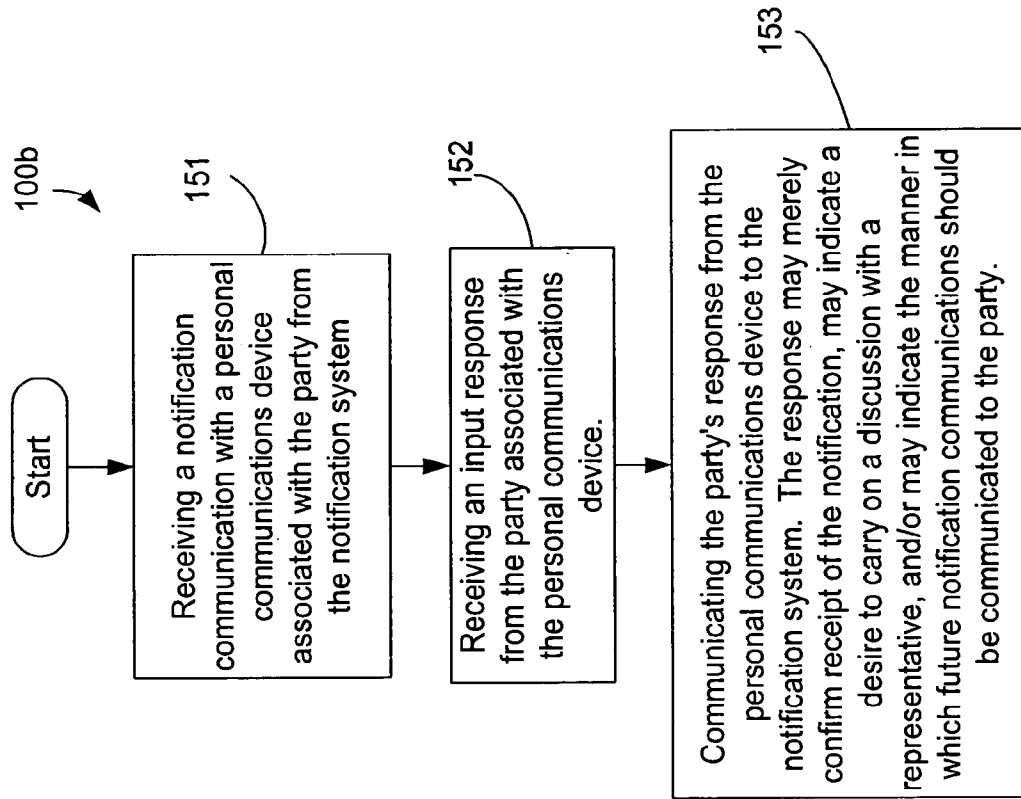 100b
Start
151
Receiving a notification
communication with a personal
communications device
associated with the party from
the notification system
152
Receiving an input response
from the party associated with
the personal communications
device.
153
Communicating the party's response from the
personal communications device to the
notification system. The response may merely
confirm receipt of the notification, may indicate a
desire to carry on a discussion with a
representative, and/or may indicate the manner in
which future notification communications should
be communicated to the party.